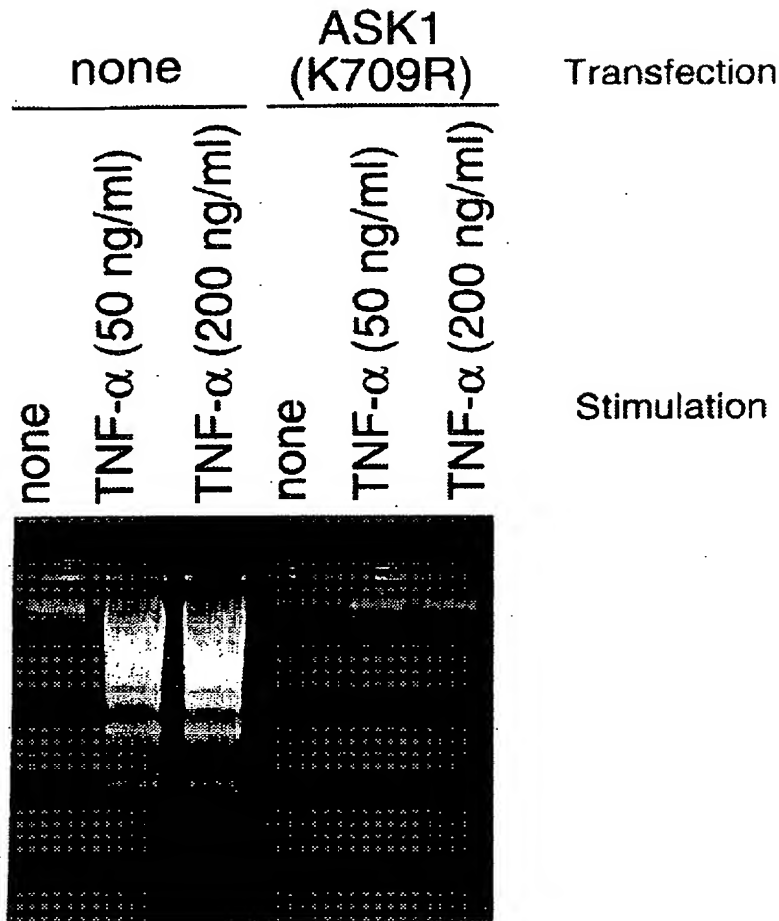 none
ASK1
(K709R)
Transfection
none
TNF-α (50 ng/ml)
TNF-α (200 ng/ml)
none
TNF-α (50 ng/ml)
TNF-α (200 ng/ml)
Stimulation